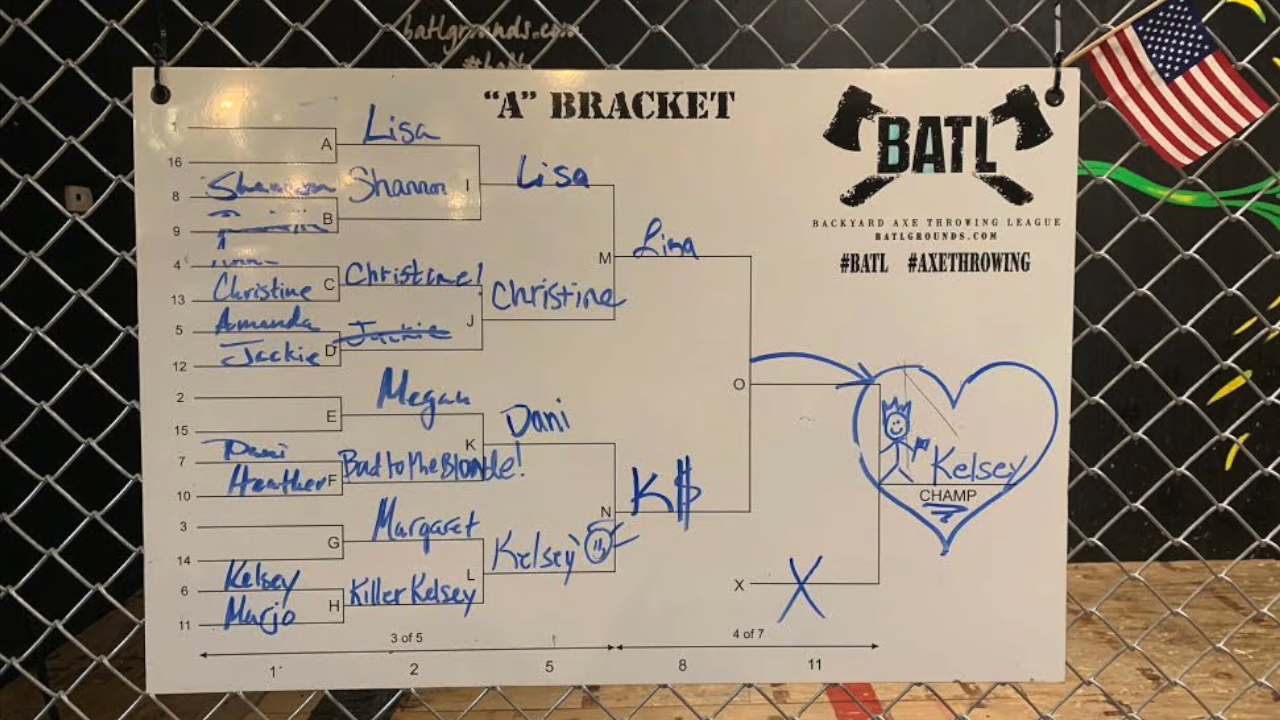 batlgrounds.com
"A" BRACKET
BATL
BACKYARD AXE THROWING LEAGUE
BATLGROUNDS.COM
#BATL #AXETHROWING
1
A
Lisa
16
8
Shannon
Shannon
I
Lisa
B
9
M
Lisa
4
Christine
C
Christine!
13
Christine
J
5
Amanda
Jackie
12
Jackie
D
O
2
Megan
E
15
Dani
K
7
Dani
Heather
F
Bad to the Blonde!
10
N
K$
3
Margaret
G
14
Kelsey
L
6
Kelsey
Marjo
H
Killer Kelsey
11
Kelsey
CHAMP
X
X
3 of 5
4 of 7
1
2
5
8
11